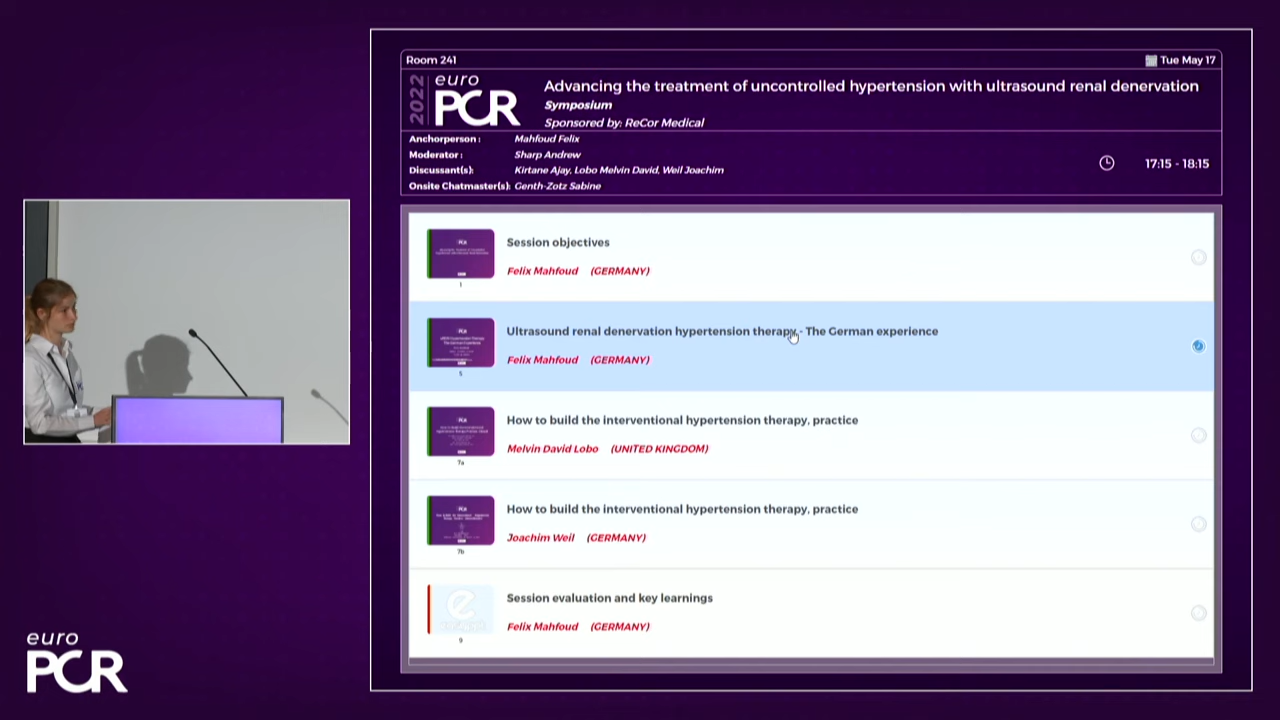 Room 241
Tue May 17
2022
euro
PCR
Advancing the treatment of uncontrolled hypertension with ultrasound renal denervation
Symposium
Sponsored by: ReCor Medical
Anchorperson : Mahfoud Felix
Moderator : Sharp Andrew
Discussant(s): Kirtane Ajay, Lobo Melvin David, Weil Joachim
Onsite Chatmaster(s): Genth-Zotz Sabine
17:15 - 18:15
Session objectives
Felix Mahfoud (GERMANY)
1
Ultrasound renal denervation hypertension therapy - The German experience
Felix Mahfoud (GERMANY)
5
How to build the interventional hypertension therapy, practice
Melvin David Lobo (UNITED KINGDOM)
7a
How to build the interventional hypertension therapy, practice
Joachim Weil (GERMANY)
7b
Session evaluation and key learnings
Felix Mahfoud (GERMANY)
9
euro
PCR